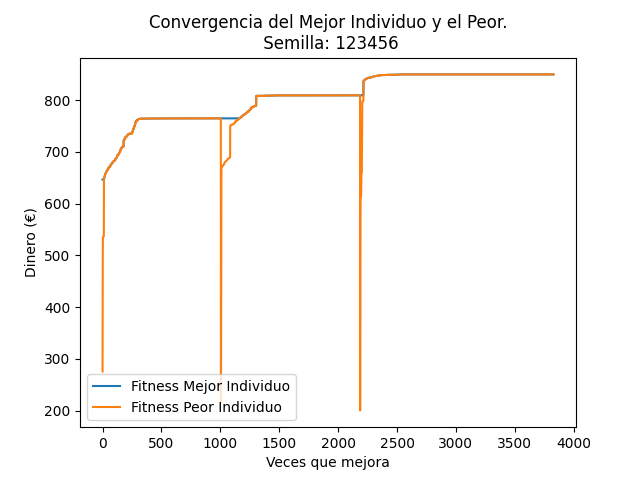 Convergencia del Mejor Individuo y el Peor.
Semilla: 123456
Dinero (€)
800
700
600
500
400
300
200
Fitness Mejor Individuo
Fitness Peor Individuo
0 500 1000 1500 2000 2500 3000 3500 4000
Veces que mejora